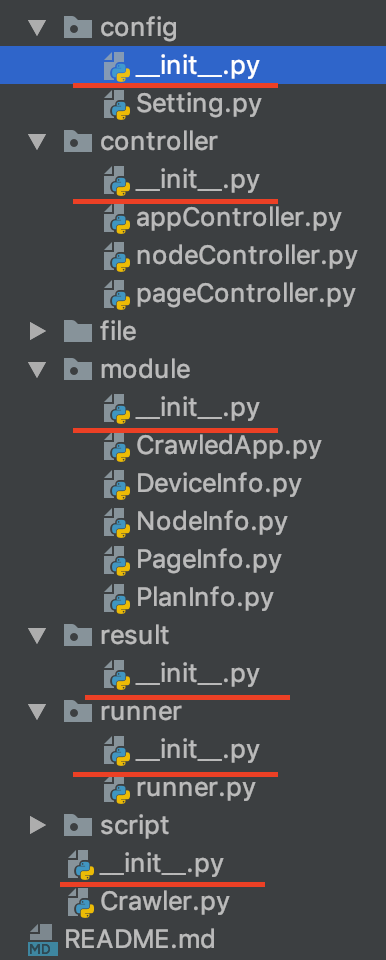 config
__init__.py
Setting.py
controller
__init__.py
appController.py
nodeController.py
pageController.py
file
module
__init__.py
CrawledApp.py
DeviceInfo.py
NodeInfo.py
PageInfo.py
PlanInfo.py
result
__init__.py
runner
__init__.py
runner.py
script
__init__.py
Crawler.py
MD README.md